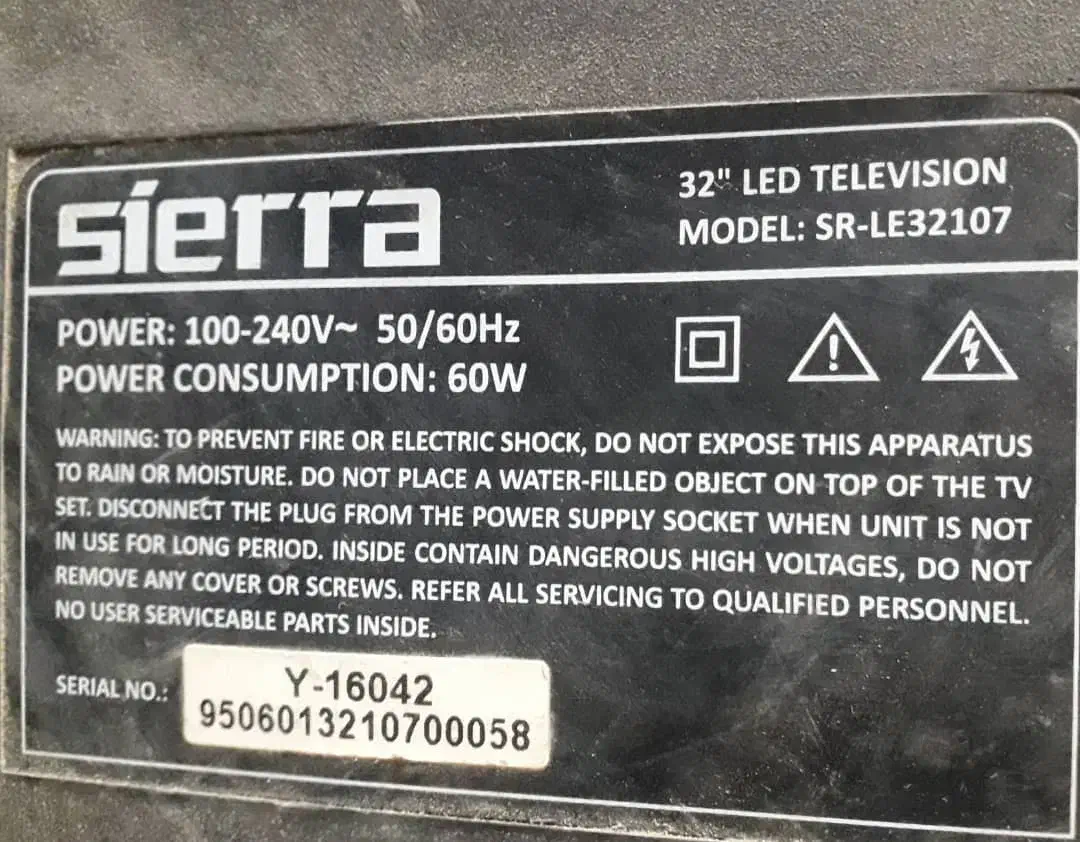 sierra
32" LED TELEVISION
MODEL: SR-LE32107
POWER: 100-240V~ 50/60Hz
POWER CONSUMPTION: 60W
WARNING: TO PREVENT FIRE OR ELECTRIC SHOCK, DO NOT EXPOSE THIS APPARATUS
TO RAIN OR MOISTURE. DO NOT PLACE A WATER-FILLED OBJECT ON TOP OF THE TV
SET. DISCONNECT THE PLUG FROM THE POWER SUPPLY SOCKET WHEN UNIT IS NOT
IN USE FOR LONG PERIOD. INSIDE CONTAIN DANGEROUS HIGH VOLTAGES, DO NOT
REMOVE ANY COVER OR SCREWS. REFER ALL SERVICING TO QUALIFIED PERSONNEL.
NO USER SERVICEABLE PARTS INSIDE.
SERIAL NO.:
Y-16042
9506013210700058